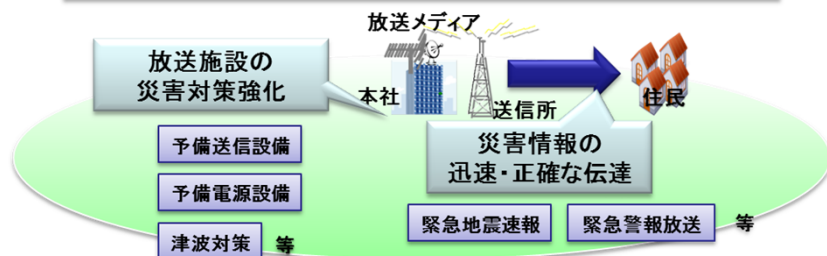 放送メディア
放送施設の
災害対策強化
本社
送信所
住民
災害情報の
迅速・正確な伝達
予備送信設備
予備電源設備
津波対策 等
緊急地震速報 緊急警報放送 等